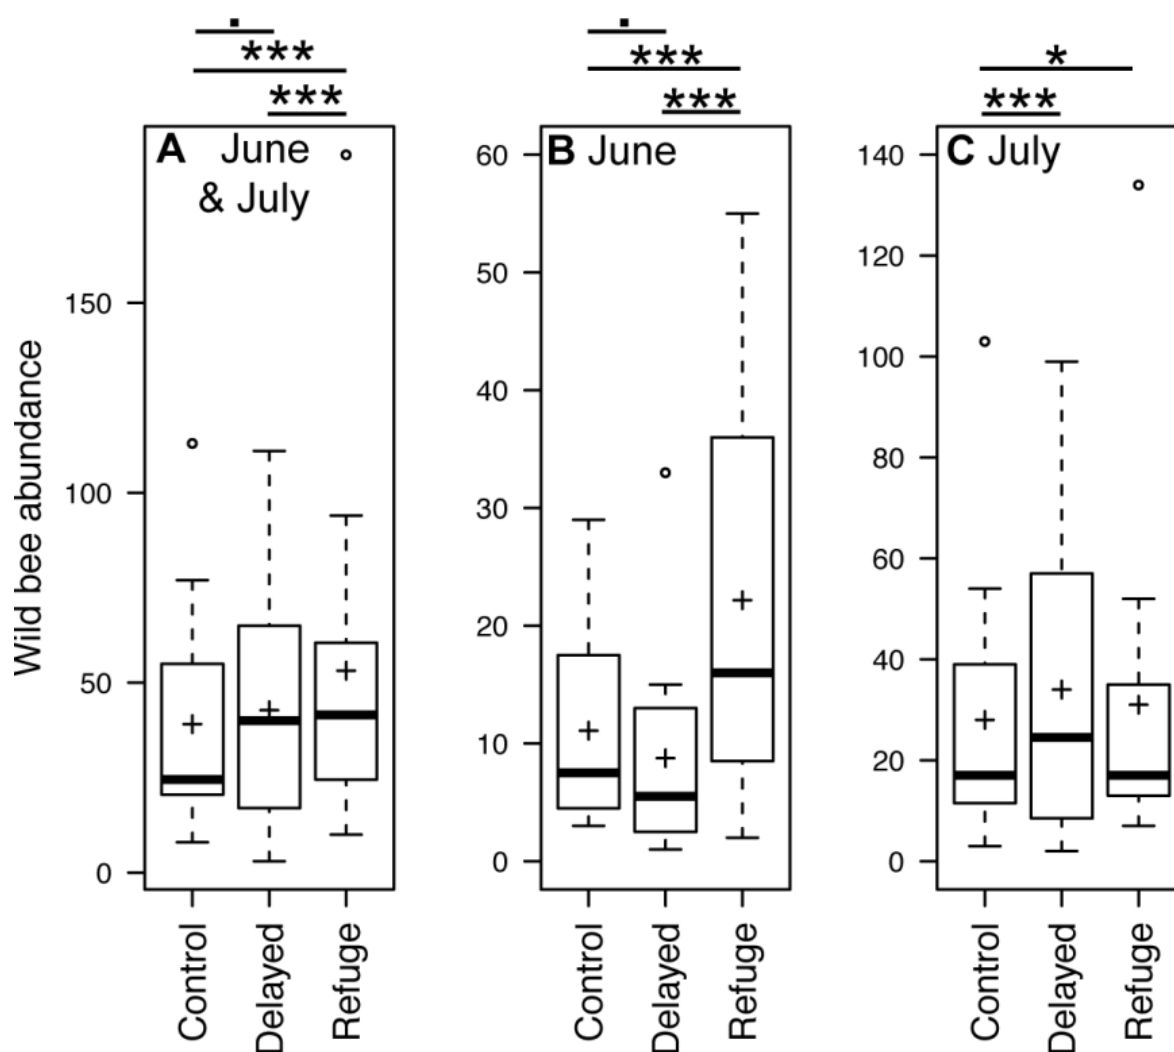 . . 
*** *** *
*** *** ***
A June B June C July
& July
Wild bee abundance
150
100
50
0
60
50
40
30
20
10
0
140
120
100
80
60
40
20
0
Control
Delayed
Refuge
Control
Delayed
Refuge
Control
Delayed
Refuge